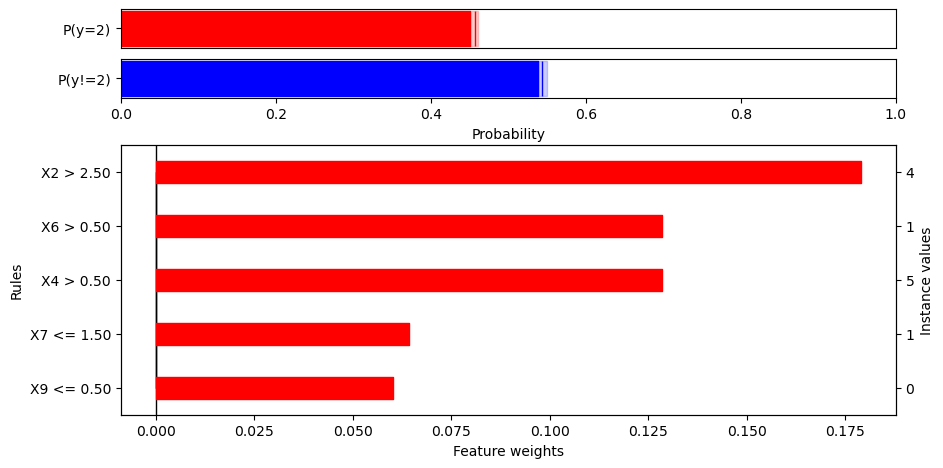 P(y=2)
P(y!=2)
0.0 0.2 0.4 0.6 0.8 1.0
Probability
X2 > 2.50 4
X6 > 0.50 1
X4 > 0.50 5
X7 <= 1.50 1
X9 <= 0.50 0
Rules
Instance values
0.000 0.025 0.050 0.075 0.100 0.125 0.150 0.175
Feature weights